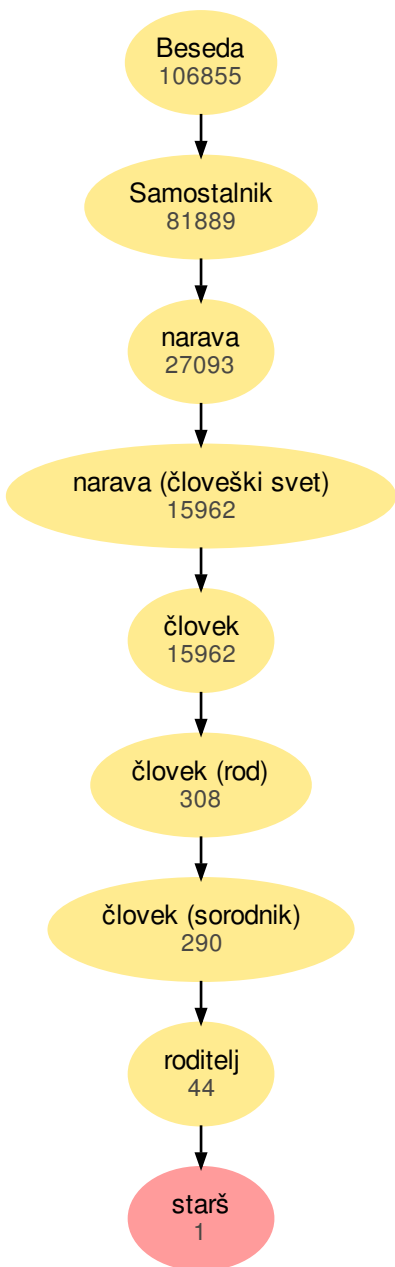 Beseda
106855
Samostalnik
81889
narava
27093
narava (človeški svet)
15962
človek
15962
človek (rod)
308
človek (sorodnik)
290
roditelj
44
starš
1